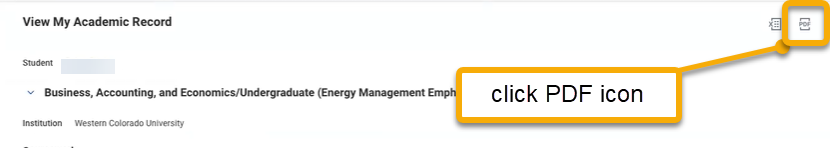 View My Academic Record
PDF
Student
Business, Accounting, and Economics/Undergraduate (Energy Management Emph
click PDF icon
Institution Western Colorado University